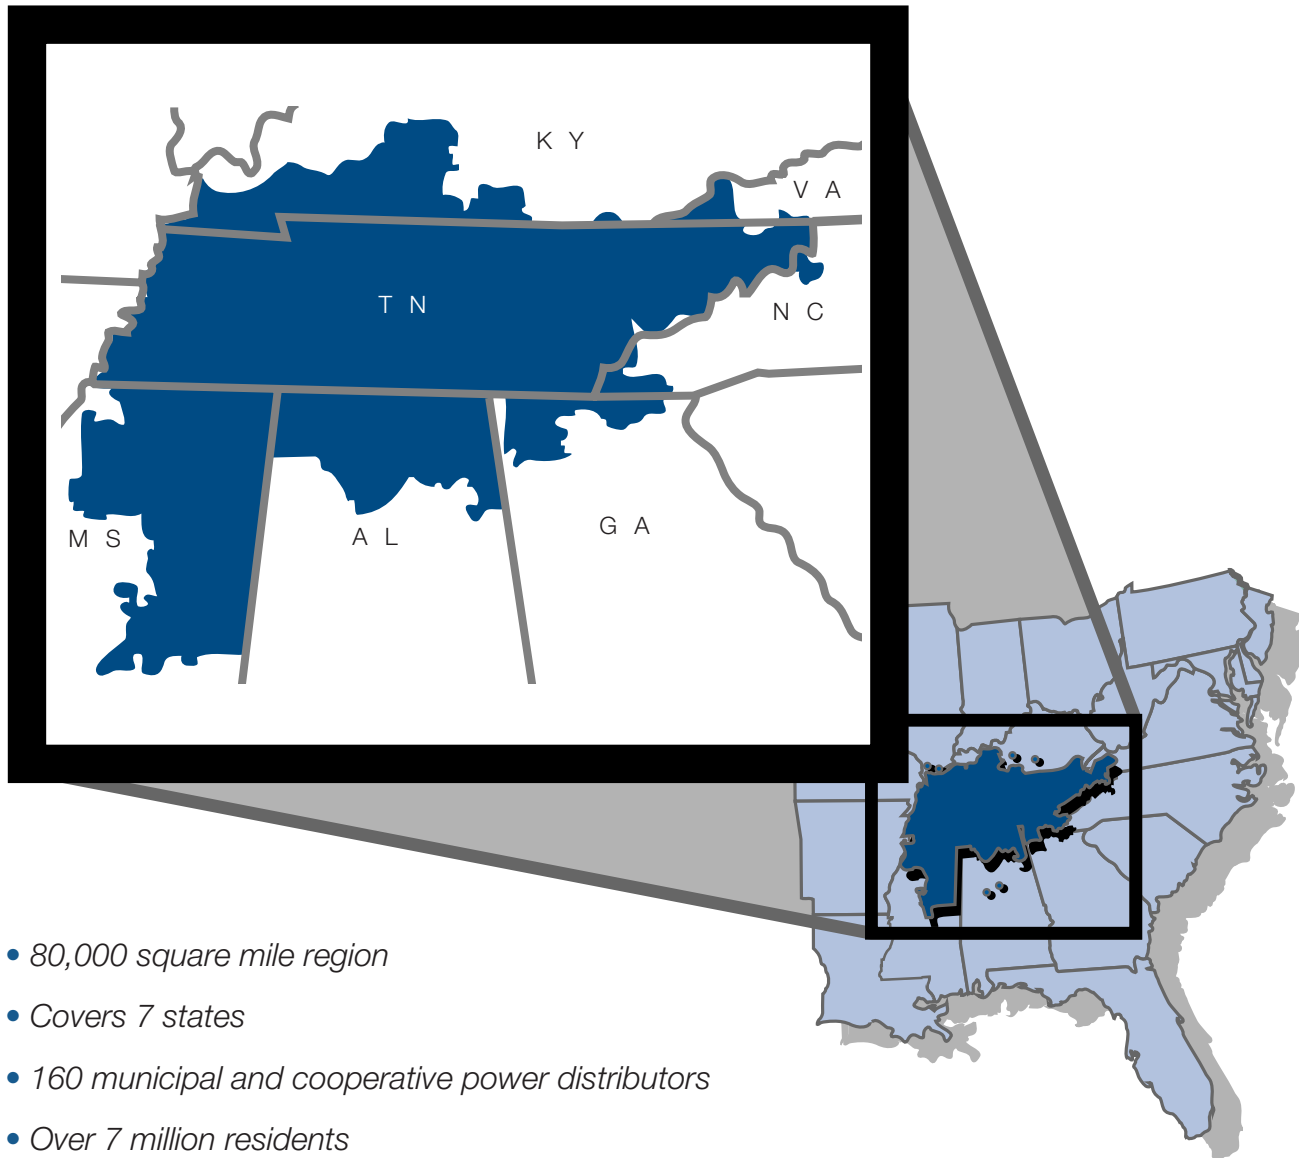 K Y
V A
T N
N C
M S
A L
G A
• 80,000 square mile region
• Covers 7 states
• 160 municipal and cooperative power distributors
• Over 7 million residents